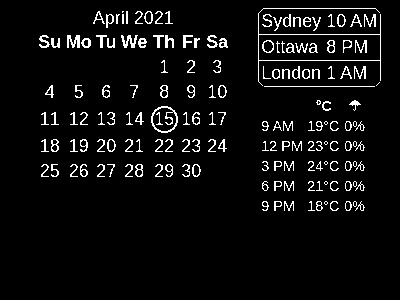 April 2021
Su Mo Tu We Th Fr Sa
1 2 3
4 5 6 7 8 9 10
11 12 13 14 15 16 17
18 19 20 21 22 23 24
25 26 27 28 29 30
Sydney 10 AM
Ottawa 8 PM
London 1 AM
°C
9 AM 19°C 0%
12 PM 23°C 0%
3 PM 24°C 0%
6 PM 21°C 0%
9 PM 18°C 0%